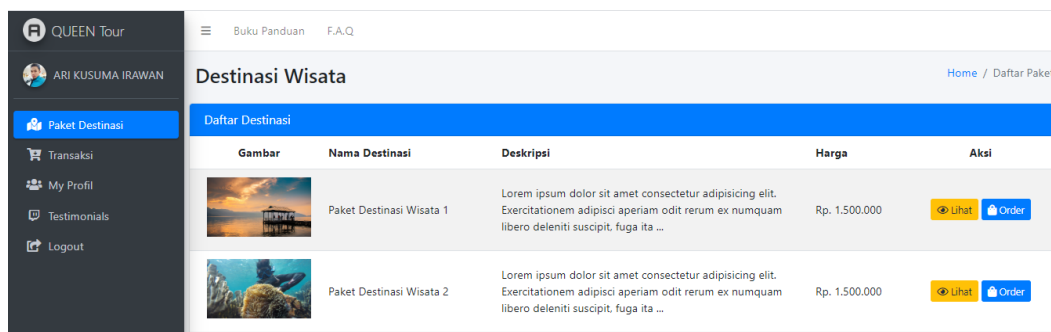 QUEEN Tour
Buku Panduan F.A.Q
ARI KUSUMA IRAWAN
Destinasi Wisata
Home / Daftar Paket
Paket Destinasi
Transaksi
My Profil
Testimonials
Logout
Daftar Destinasi
Gambar Nama Destinasi Deskripsi Harga Aksi
Paket Destinasi Wisata 1
Lorem ipsum dolor sit amet consectetur adipisicing elit.
Exercitationem adipisci aperiam odit rerum ex numquam
libero deleniti suscipit, fuga ita ...
Rp. 1.500.000
Lihat Order
Paket Destinasi Wisata 2
Lorem ipsum dolor sit amet consectetur adipisicing elit.
Exercitationem adipisci aperiam odit rerum ex numquam
libero deleniti suscipit, fuga ita ...
Rp. 1.500.000
Lihat Order